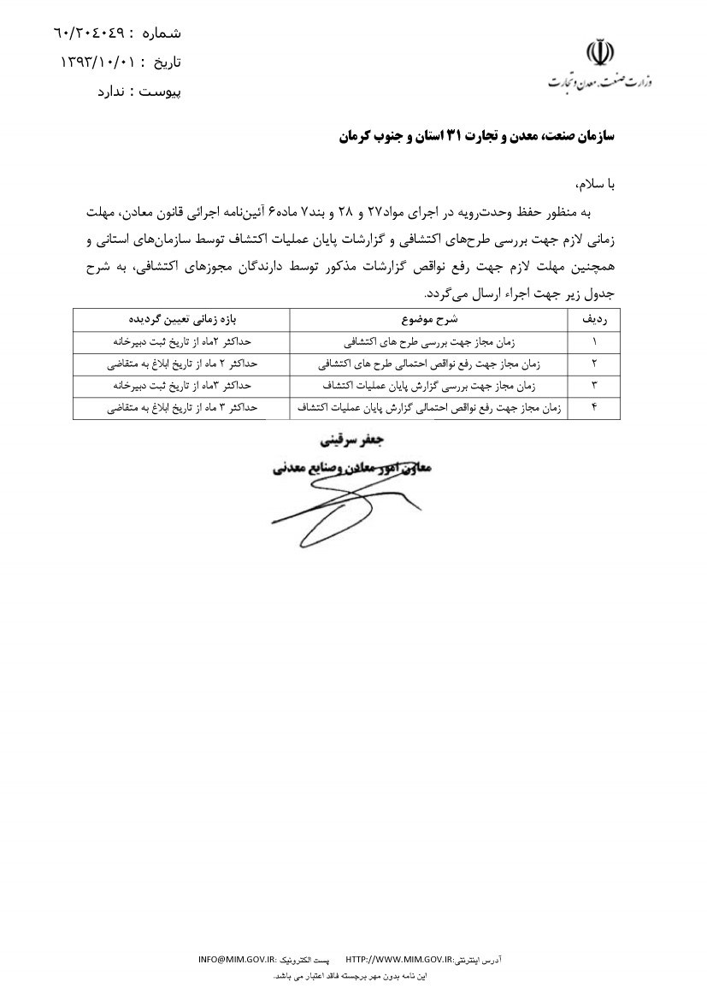 شماره : ٦٠/٢٠٤٠٤٩
تاریخ : ١٣٩٣/١٠/٠١
پیوست : ندارد
وزارت صنعت، معدن و تجارت
سازمان صنعت، معدن و تجارت ۳۱ استان و جنوب کرمان
با سلام،
به منظور حفظ وحدت‌رویه در اجرای مواد۲۷ و ۲۸ و بند۷ ماده۶ آئین‌نامه اجرائی قانون معادن، مهلت
زمانی لازم جهت بررسی طرح‌های اکتشافی و گزارشات پایان عملیات اکتشاف توسط سازمان‌های استانی و
همچنین مهلت لازم جهت رفع نواقص گزارشات مذکور توسط دارندگان مجوزهای اکتشافی، به شرح
جدول زیر جهت اجراء ارسال می‌گردد.
ردیف شرح موضوع بازه زمانی تعیین گردیده
۱ زمان مجاز جهت بررسی طرح های اکتشافی حداکثر ۲ماه از تاریخ ثبت دبیرخانه
۲ زمان مجاز جهت رفع نواقص احتمالی طرح های اکتشافی حداکثر ۲ ماه از تاریخ ابلاغ به متقاضی
۳ زمان مجاز جهت بررسی گزارش پایان عملیات اکتشاف حداکثر ۳ماه از تاریخ ثبت دبیرخانه
۴ زمان مجاز جهت رفع نواقص احتمالی گزارش پایان عملیات اکتشاف حداکثر ۳ ماه از تاریخ ابلاغ به متقاضی
جعفر سرقینی
معاون امور معادن وصنایع معدنی
آدرس اینترنتی:HTTP://WWW.MIM.GOV.IR پست الکترونیک :INFO@MIM.GOV.IR
این نامه بدون مهر برجسته فاقد اعتبار می باشد.